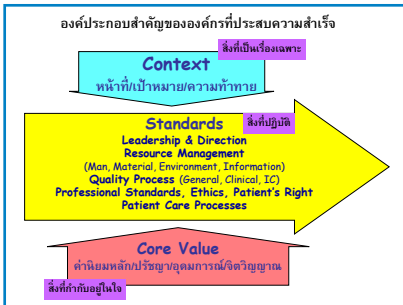 องค์ประกอบสำคัญขององค์กรที่ประสบความสำเร็จ
สิ่งที่เป็นเรื่องเฉพาะ
Context
หน้าที่/เป้าหมาย/ความท้าทาย
Standards
สิ่งที่ปฏิบัติ
Leadership & Direction
Resource Management
(Man, Material, Environment, Information)
Quality Process (General, Clinical, IC)
Professional Standards, Ethics, Patient's Right
Patient Care Processes
Core Value
ค่านิยมหลัก/ปรัชญา/อุดมการณ์/จิตวิญญาณ
สิ่งที่กำกับอยู่ในใจ